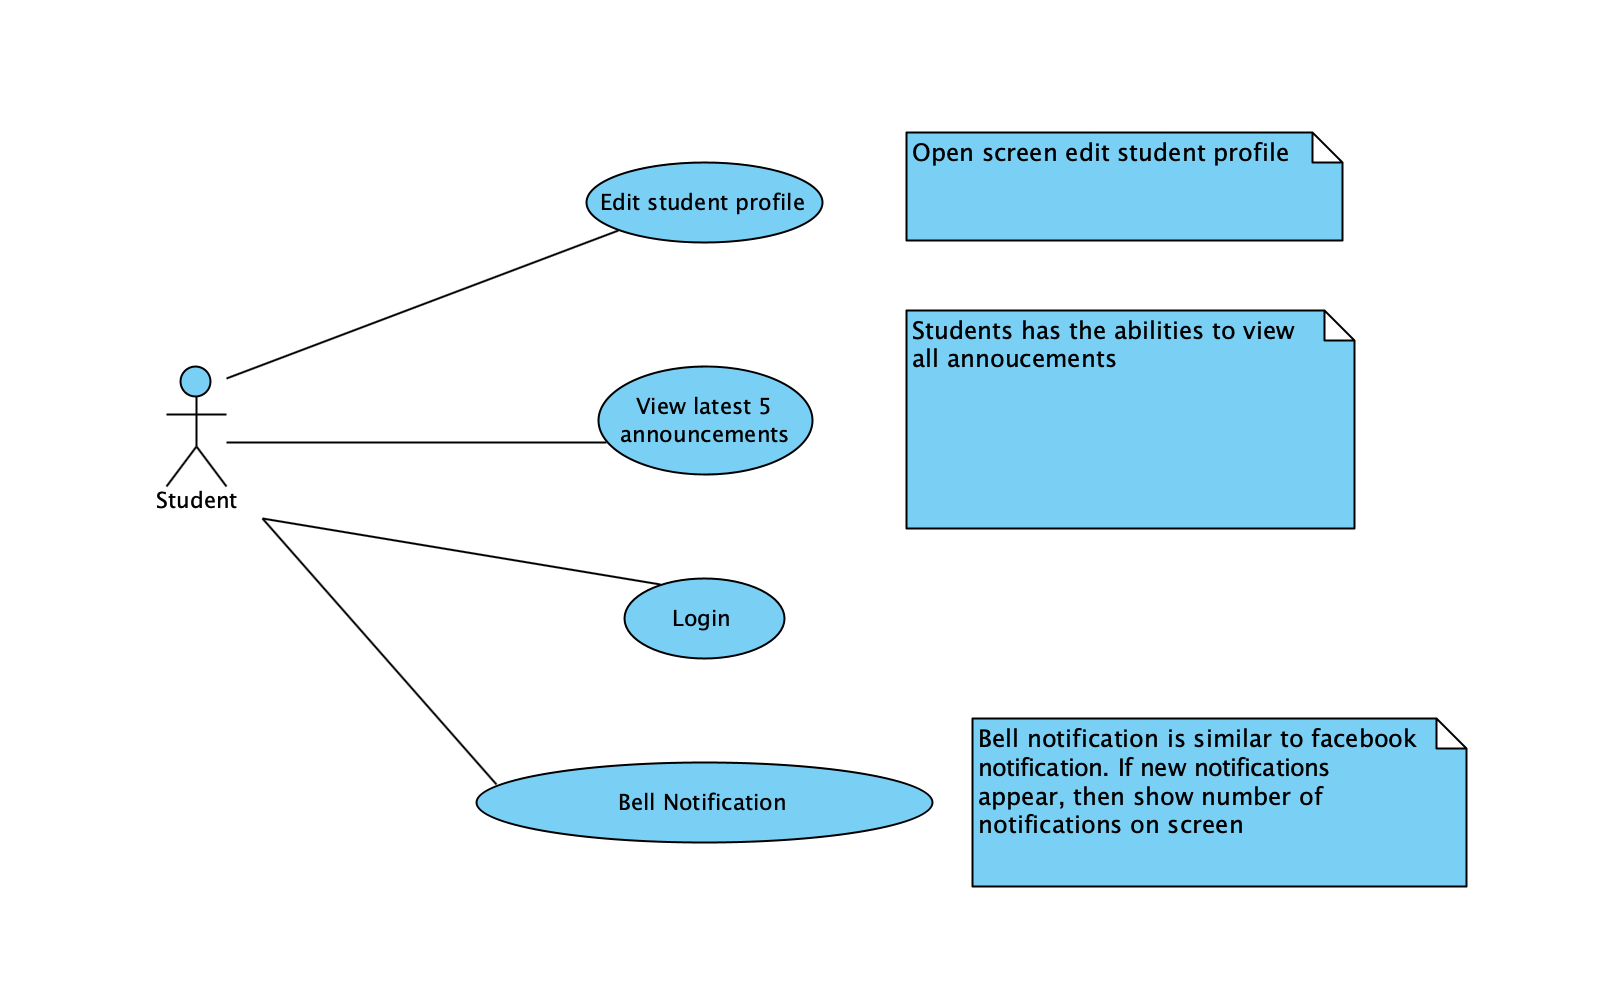 Open screen edit student profile
Edit student profile
Students has the abilities to view
all annoucements
View latest 5
announcements
Student
Login
Bell notification is similar to facebook
notification. If new notifications
appear, then show number of
notifications on screen
Bell Notification